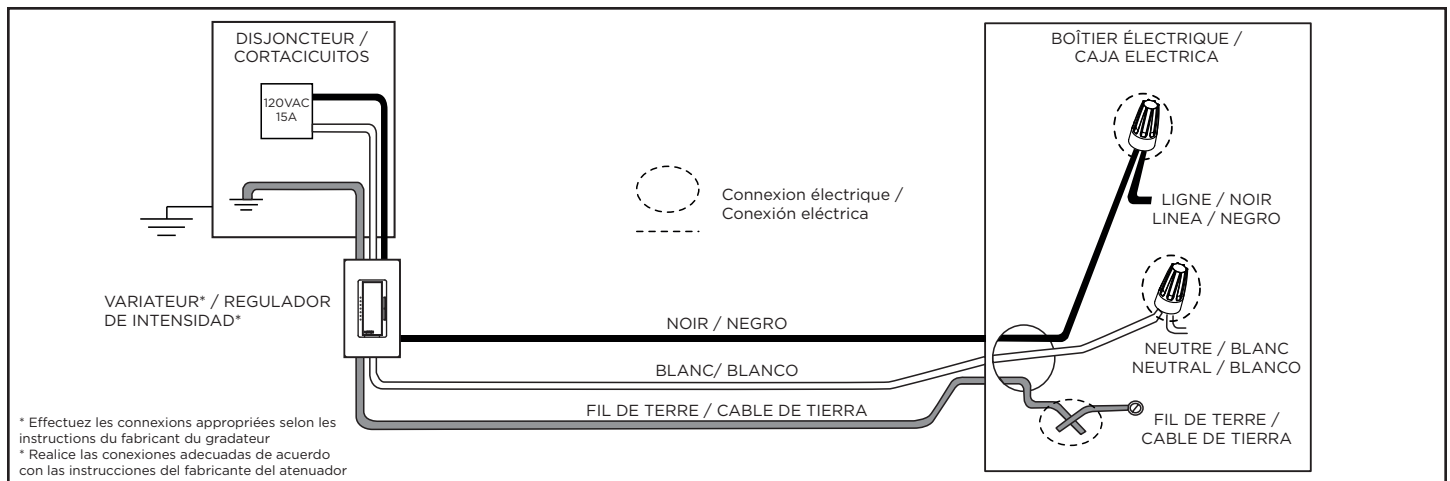 DISJONCTEUR /
CORTACICUITOS
120VAC
15A
BOÎTIER ÉLECTRIQUE /
CAJA ELECTRICA
Connexion électrique /
Conexión eléctrica
LIGNE / NOIR
LINEA / NEGRO
VARIATEUR* / REGULADOR
DE INTENSIDAD*
NOIR / NEGRO
BLANC/ BLANCO
FIL DE TERRE / CABLE DE TIERRA
NEUTRE / BLANC
NEUTRAL / BLANCO
FIL DE TERRE /
CABLE DE TIERRA
* Effectuez les connexions appropriées selon les
instructions du fabricant du gradateur
* Realice las conexiones adecuadas de acuerdo
con las instrucciones del fabricante del atenuador